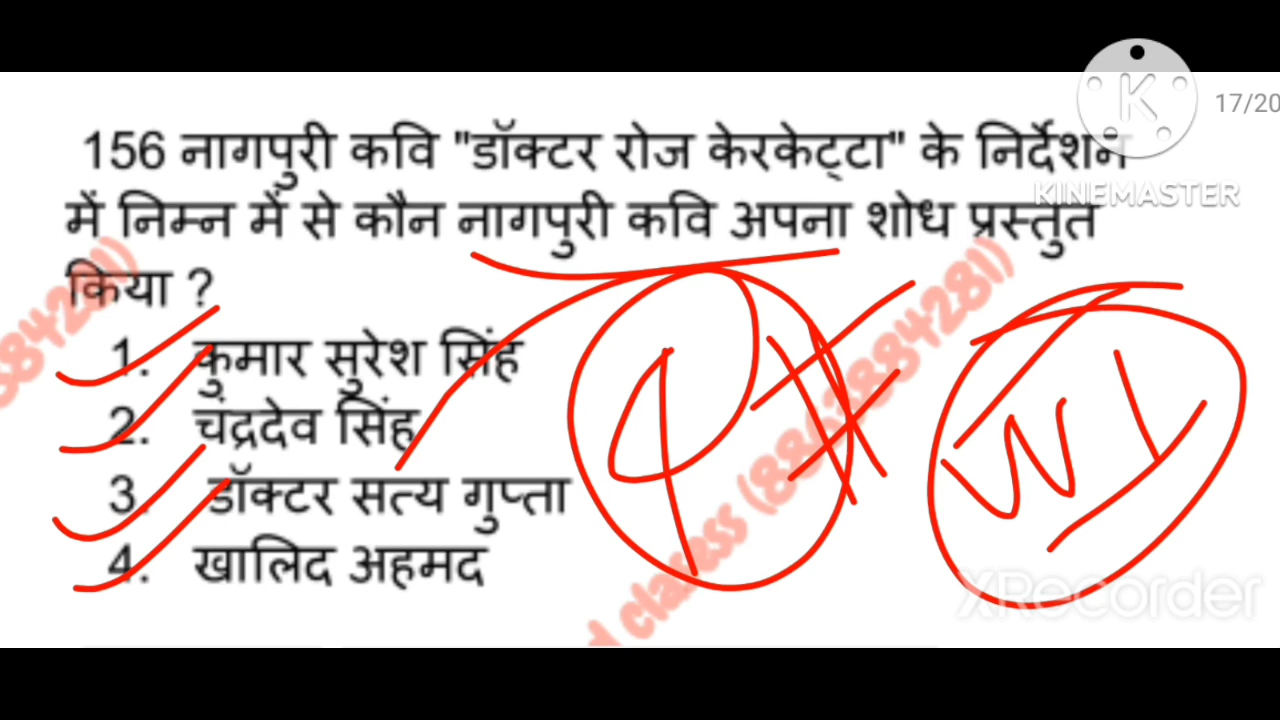 17/20
156 नागपुरी कवि "डॉक्टर रोज केरकेट्टा" के निर्देशन
KINEMASTER
में निम्न में से कौन नागपुरी कवि अपना शोध प्रस्तुत
किया ?
1. कुमार सुरेश सिंह
2. चंद्रदेव सिंह
3. डॉक्टर सत्य गुप्ता
4. खालिद अहमद
XRecorder